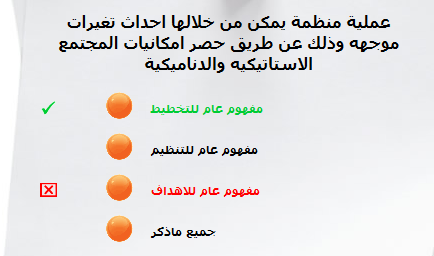 عملية منظمة يمكن من خلالها احداث تغيرات
موجهه وذلك عن طريق حصر امكانيات المجتمع
الاستاتيكيه والدناميكية
مفهوم عام للتخطيط
مفهوم عام للتنظيم
مفهوم عام للاهداف
جميع ماذكر